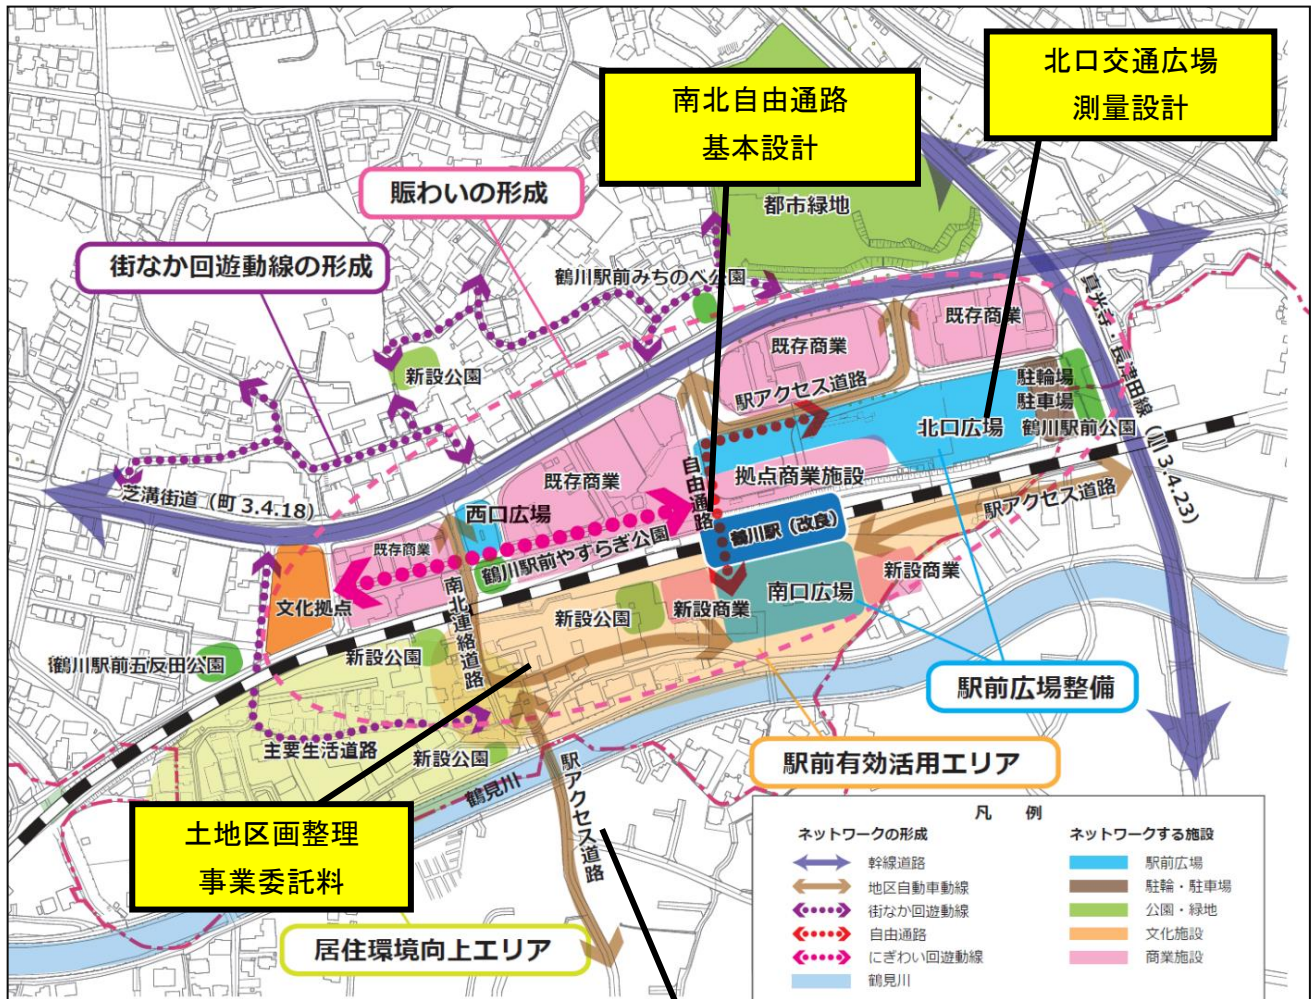 北口交通広場
測量設計
南北自由通路
基本設計
賑わいの形成
都市緑地
街なか回遊動線の形成
鶴川駅前みちのべ公園
既存商業
既存商業
真光寺・長津田線(川3.4.23)
新設公園
駅アクセス道路
駐輪場
駐車場
北口広場
鶴川駅前公園
自由通路
拠点商業施設
既存商業
芝溝街道(町3.4.18)
西口広場
駅アクセス道路
鶴川駅(改良)
既存商業
鶴川駅前やすらぎ公園
新設商業
南口広場
文化拠点
南北連絡道路
新設公園
新設商業
鶴川駅前五反田公園
新設公園
駅前広場整備
主要生活道路
新設公園
駅前有効活用エリア
鶴見川
駅アクセス道路
土地区画整理
事業委託料
居住環境向上エリア
凡 例
ネットワークの形成
幹線道路
地区自動車動線
街なか回遊動線
自由通路
にぎわい回遊動線
鶴見川
ネットワークする施設
駅前広場
駐輪・駐車場
公園・緑地
文化施設
商業施設